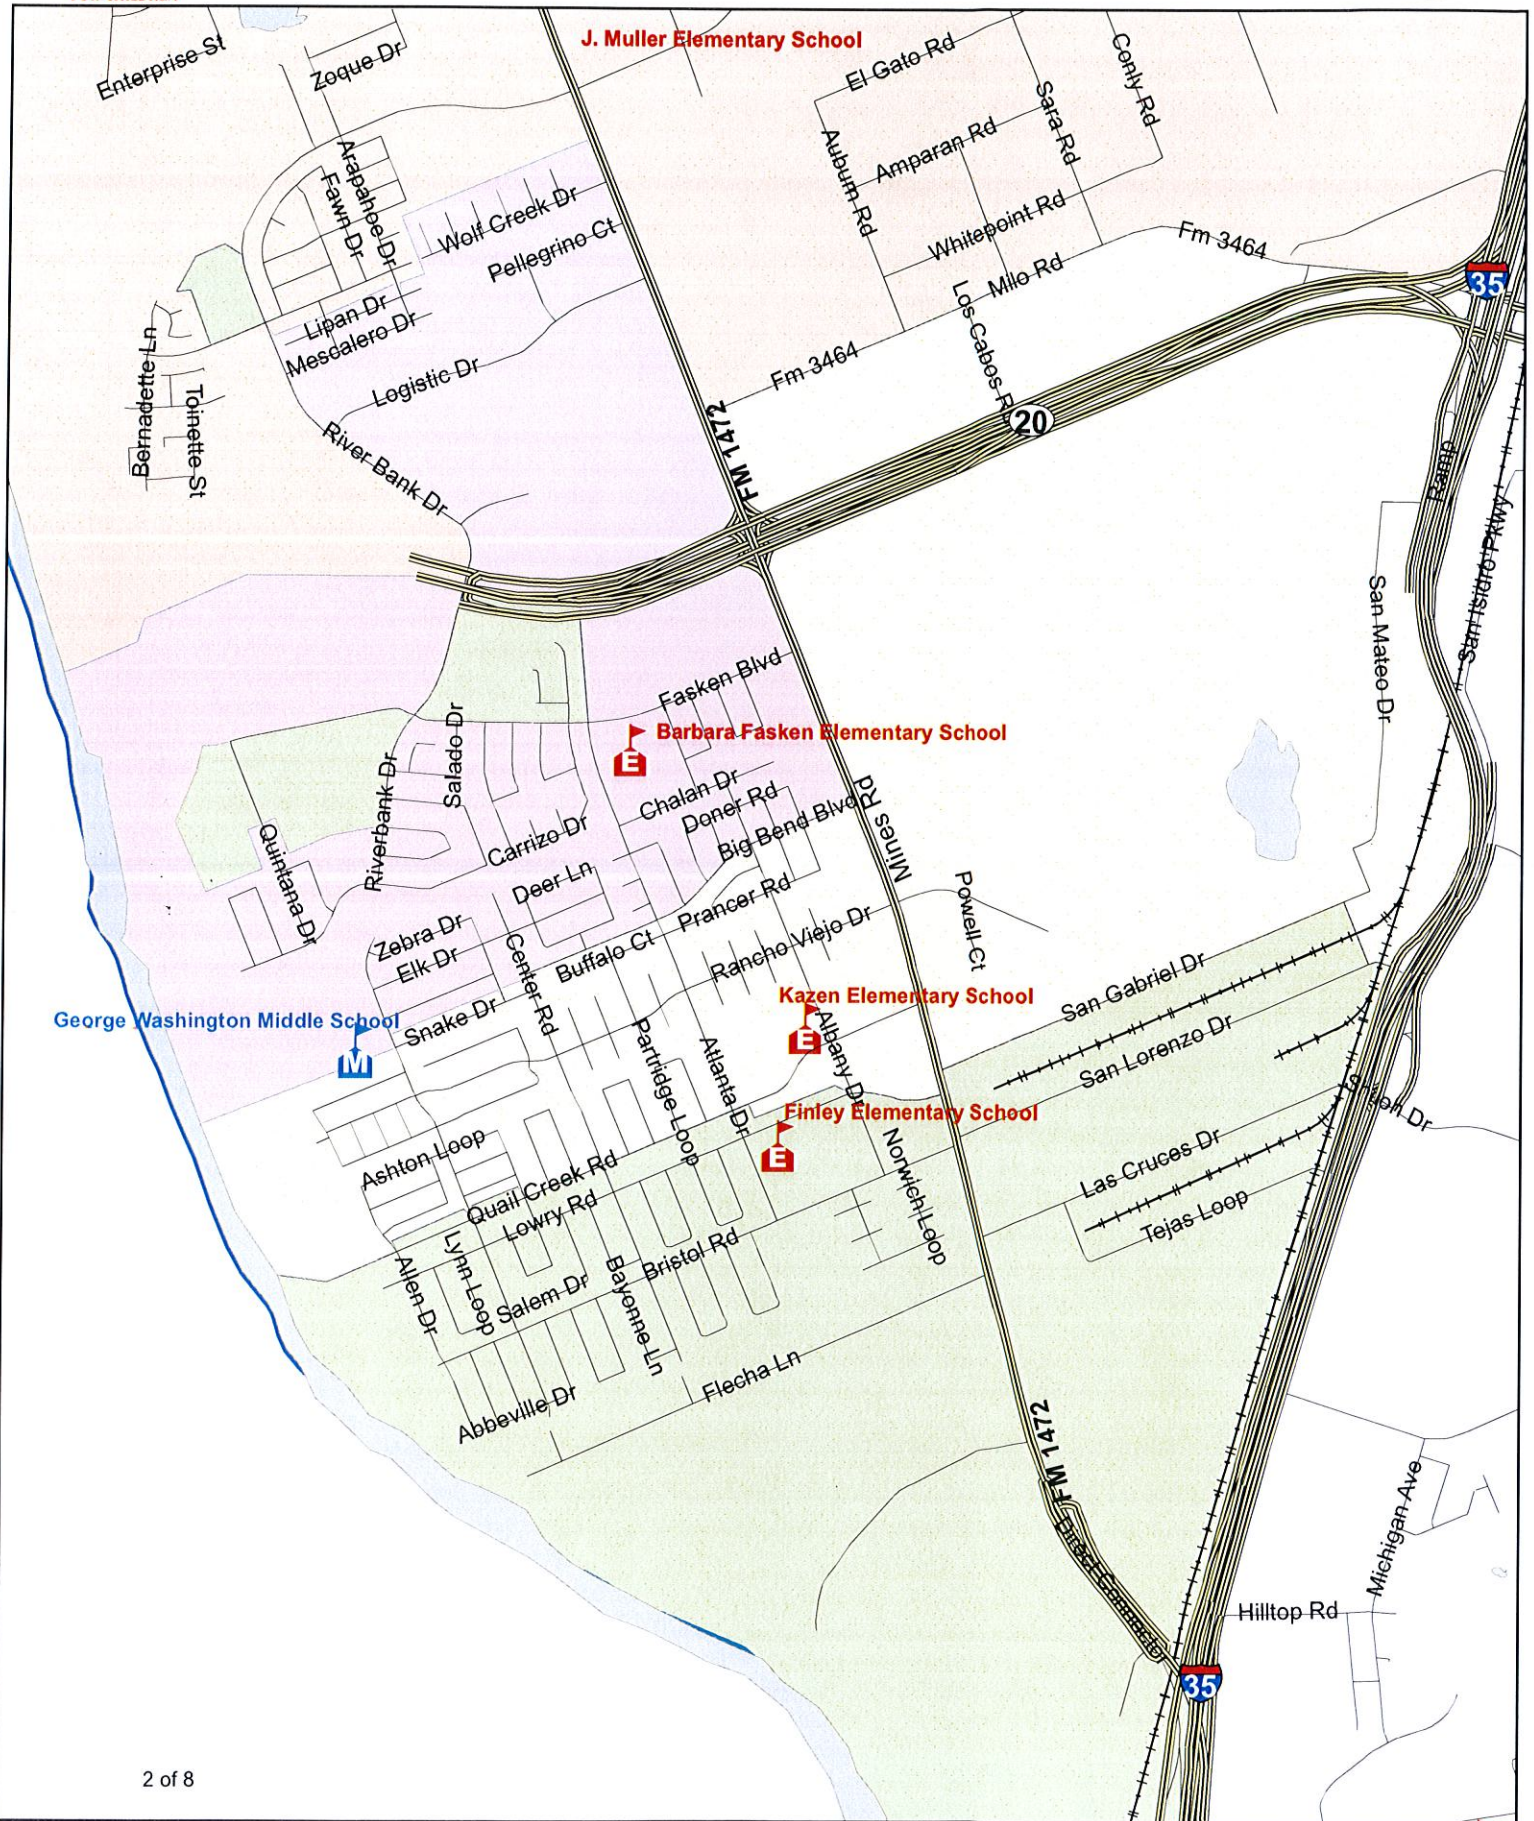 J. Muller Elementary School
Enterprise St
Zoque Dr
El Gato Rd
Conly Rd
Sara Rd
Amparan Rd
Auburn Rd
Arapahoe Dr
Fawn Dr
Wolf Creek Dr
Pellegrino Ct
Whitepoint Rd
Fm 3464
Milo Rd
35
Lipan Dr
Mescalero Dr
Los Cabos R
Bernadette Ln
Toinette St
Logistic Dr
Fm 3464
FM 1472
20
River Bank Dr
Ramp
San Isidro Pkwy
San Mateo Dr
Fasken Blvd
Barbara Fasken Elementary School
E
Salado Dr
Riverbank Dr
Chalan Dr
Doner Rd
Big Bend Blvd
Mines Rd
Quintana Dr
Carrizo Dr
Deer Ln
Prancer Rd
Powell Ct
Zebra Dr
Elk Dr
Center Rd
Buffalo Ct
Rancho Viejo Dr
San Gabriel Dr
Kazen Elementary School
E
George Washington Middle School
M
Snake Dr
Partridge Loop
Atlanta Dr
Albany Dr
San Lorenzo Dr
Finley Elementary School
E
Ashton Loop
Norwich Loop
Las Cruces Dr
Quail Creek Rd
Lowry Rd
Tejas Loop
Allen Dr
Lynn Loop
Bristol Rd
Salem Dr
Bayonne Ln
Flecha Ln
Abbeville Dr
FM 1472
Direct Connector
Michigan Ave
Hilltop Rd
35
2 of 8